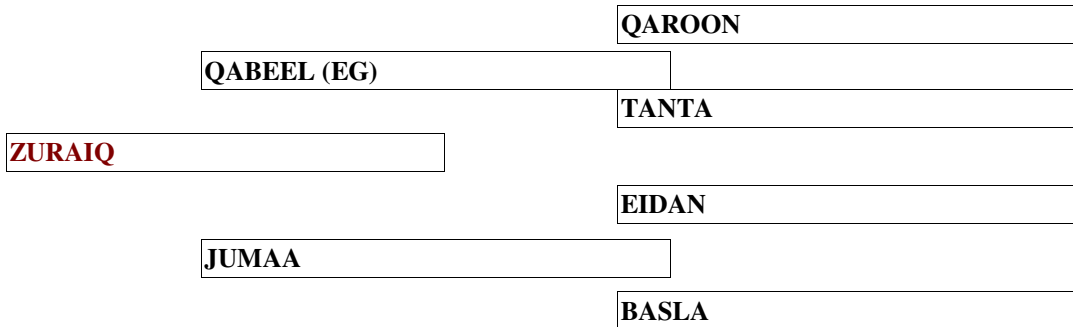 QAROON
QABEEL (EG)
TANTA
ZURAIQ
EIDAN
JUMAA
BASLA